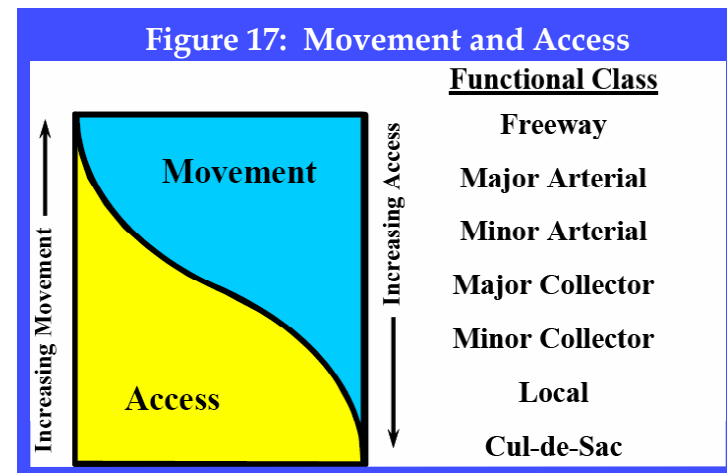 Figure 17: Movement and Access
Increasing Movement
Movement
Access
Increasing Access
Functional Class
Freeway
Major Arterial
Minor Arterial
Major Collector
Minor Collector
Local
Cul-de-Sac